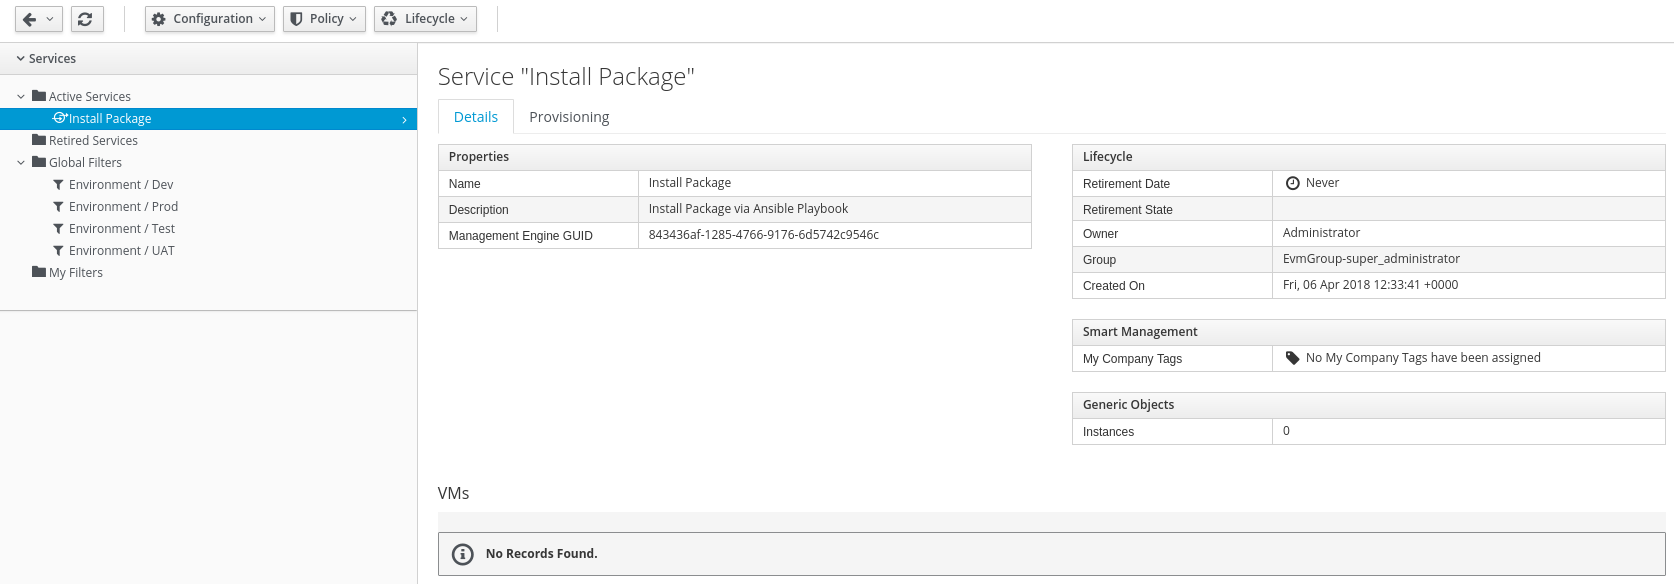 Configuration Policy Lifecycle
Services
Active Services
Install Package
Retired Services
Global Filters
Environment / Dev
Environment / Prod
Environment / Test
Environment / UAT
My Filters
Service "Install Package"
Details Provisioning
Properties
Name Install Package
Description Install Package via Ansible Playbook
Management Engine GUID 843436af-1285-4766-9176-6d5742c9546c
Lifecycle
Retirement Date Never
Retirement State
Owner Administrator
Group EvmGroup-super_administrator
Created On Fri, 06 Apr 2018 12:33:41 +0000
Smart Management
My Company Tags No My Company Tags have been assigned
Generic Objects
Instances 0
VMs
No Records Found.